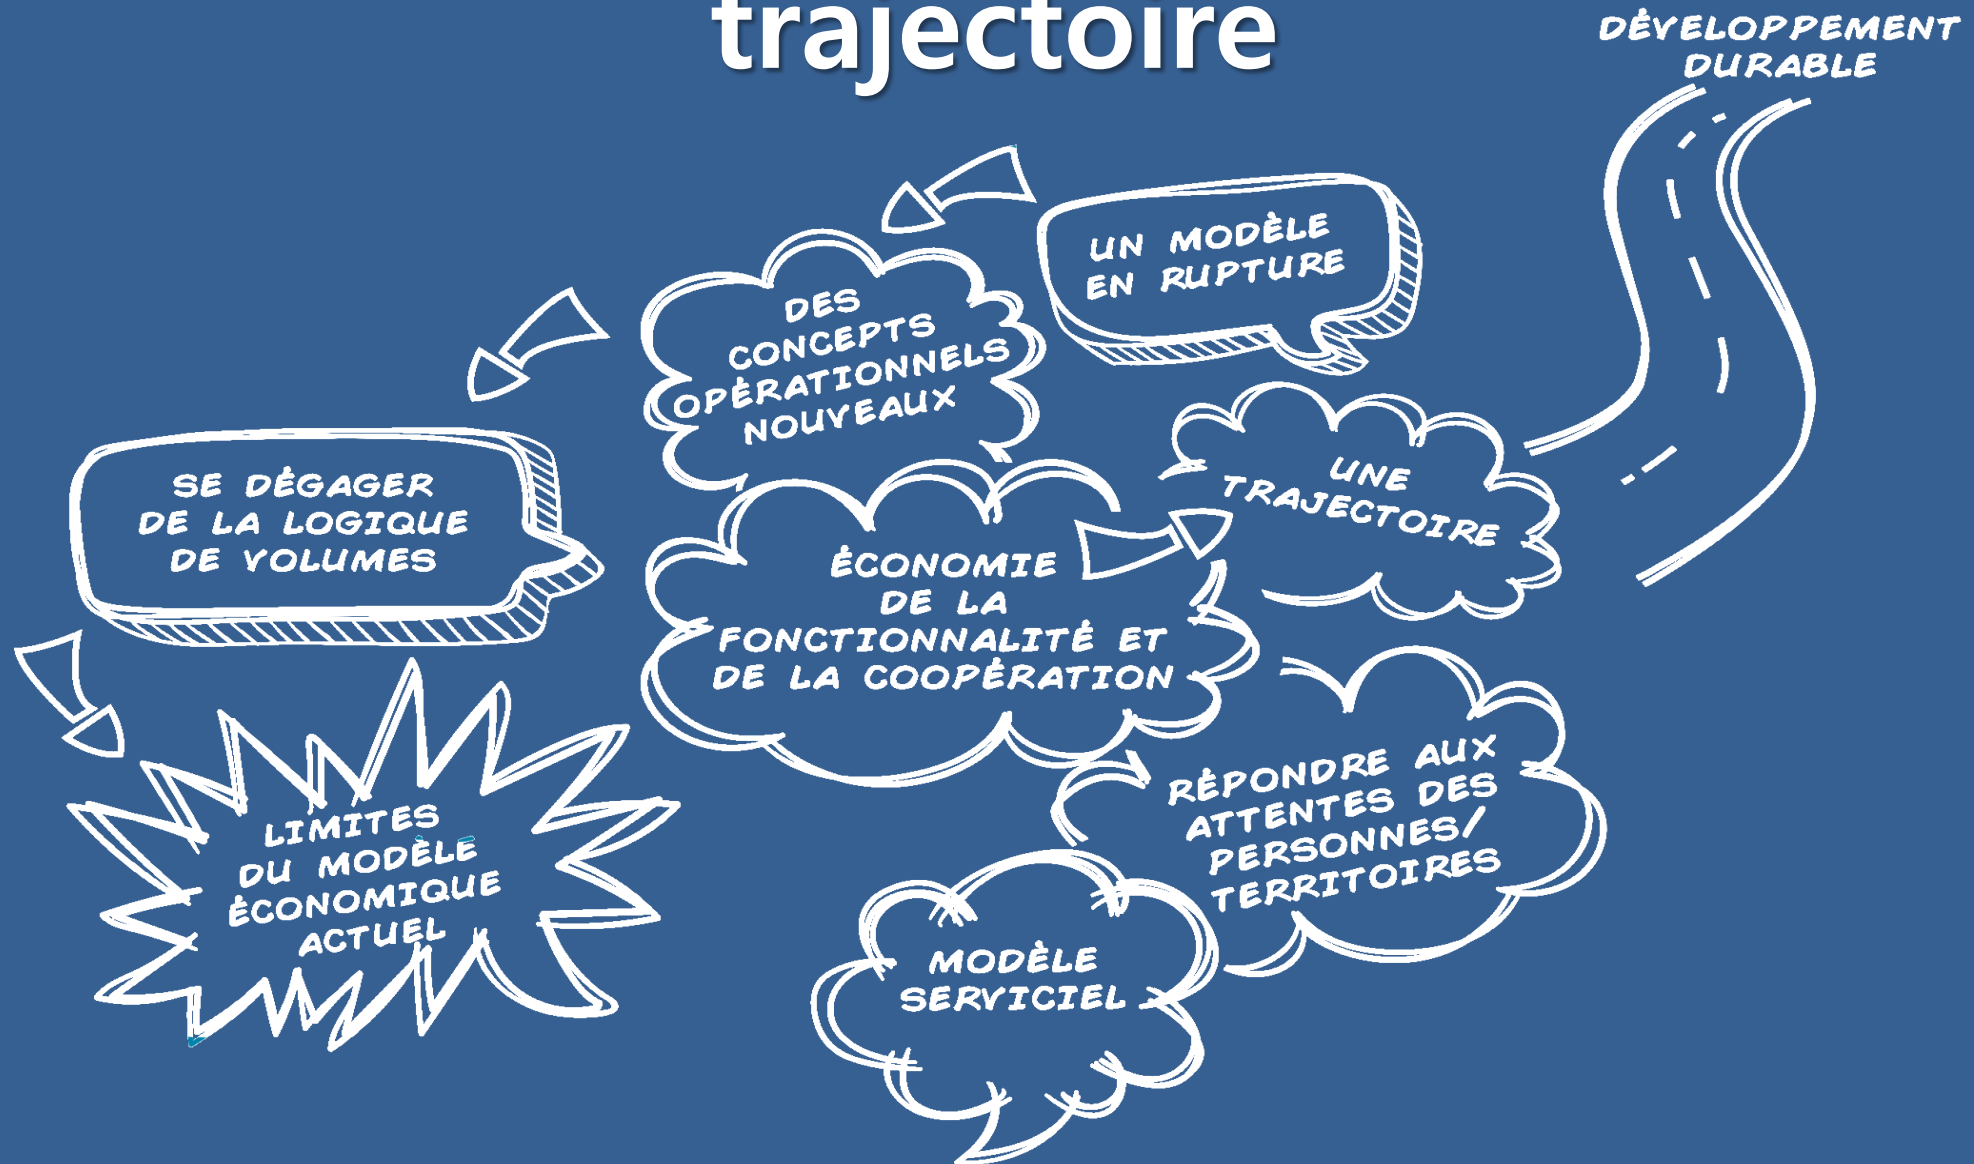 trajectoire
DÉVELOPPEMENT
DURABLE
UN MODÈLE
EN RUPTURE
DES
CONCEPTS
OPÉRATIONNELS
NOUVEAUX
UNE
TRAJECTOIRE
SE DÉGAGER
DE LA LOGIQUE
DE VOLUMES
ÉCONOMIE
DE LA
FONCTIONNALITÉ ET
DE LA COOPÉRATION
RÉPONDRE AUX
ATTENTES DES
PERSONNES/
TERRITOIRES
LIMITES
DU MODÈLE
ÉCONOMIQUE
ACTUEL
MODÈLE
SERVICIEL